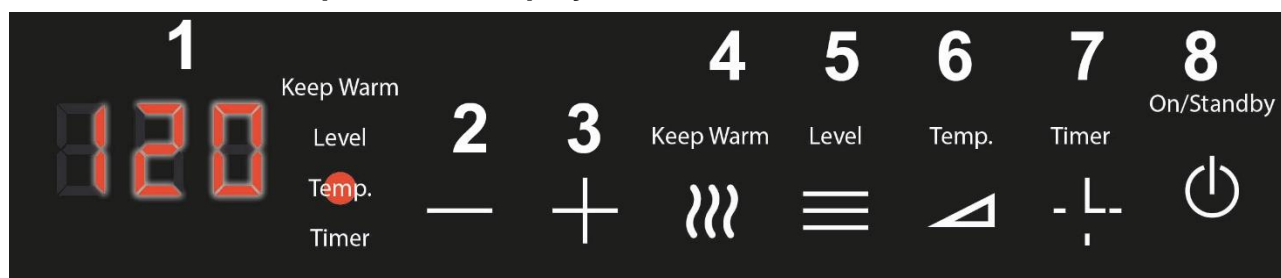 1
120
Keep Warm
Level
Temp.
Timer
2
3
4
Keep Warm
5
Level
6
Temp.
7
Timer
8
On/Standby